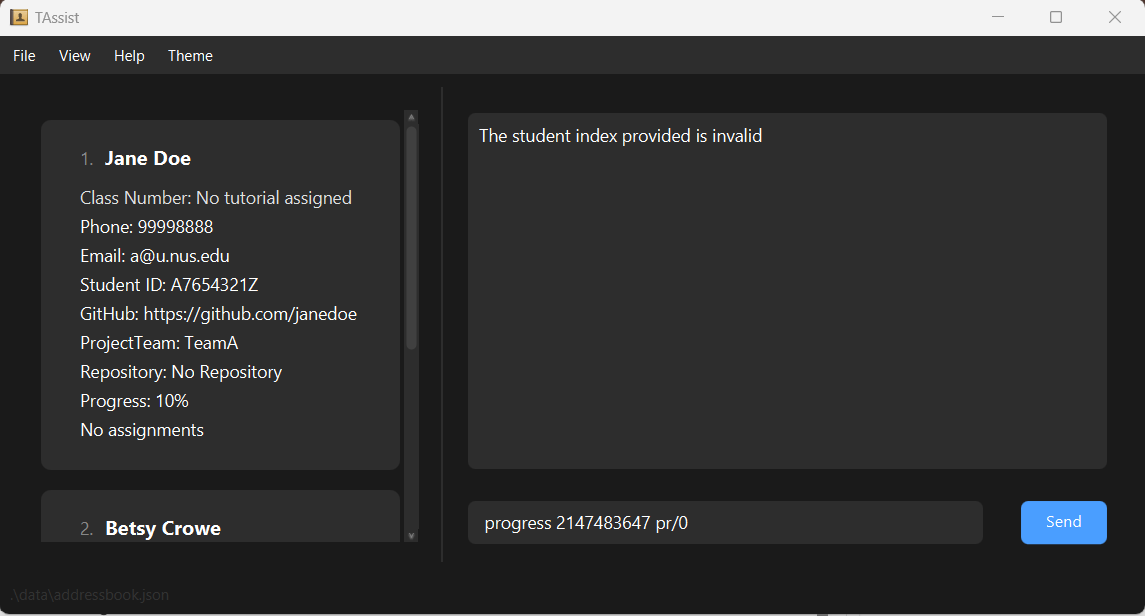 TAssist
File View Help Theme
1. Jane Doe
Class Number: No tutorial assigned
Phone: 99998888
Email: a@u.nus.edu
Student ID: A7654321Z
GitHub: https://github.com/janedoe
ProjectTeam: TeamA
Repository: No Repository
Progress: 10%
No assignments
2. Betsy Crowe
The student index provided is invalid
progress 2147483647 pr/0
Send
.\data\addressbook.json